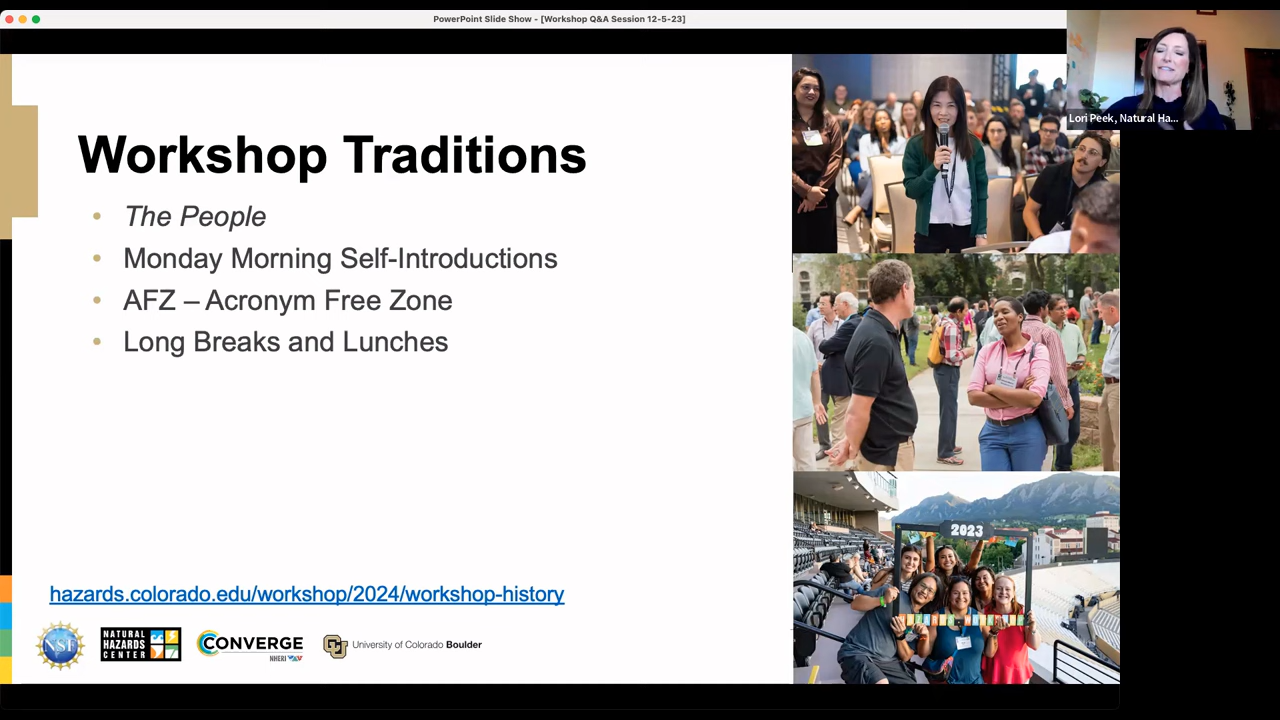 PowerPoint Slide Show - [Workshop Q&A Session 12-5-23]
Lori Peek, Natural Ha...
Workshop Traditions
• The People
• Monday Morning Self-Introductions
• AFZ – Acronym Free Zone
• Long Breaks and Lunches
2023
hazards.colorado.edu/workshop/2024/workshop-history
NSF
NATURAL
HAZARDS
CENTER
CONVERGE
NHERI
CU
University of Colorado Boulder